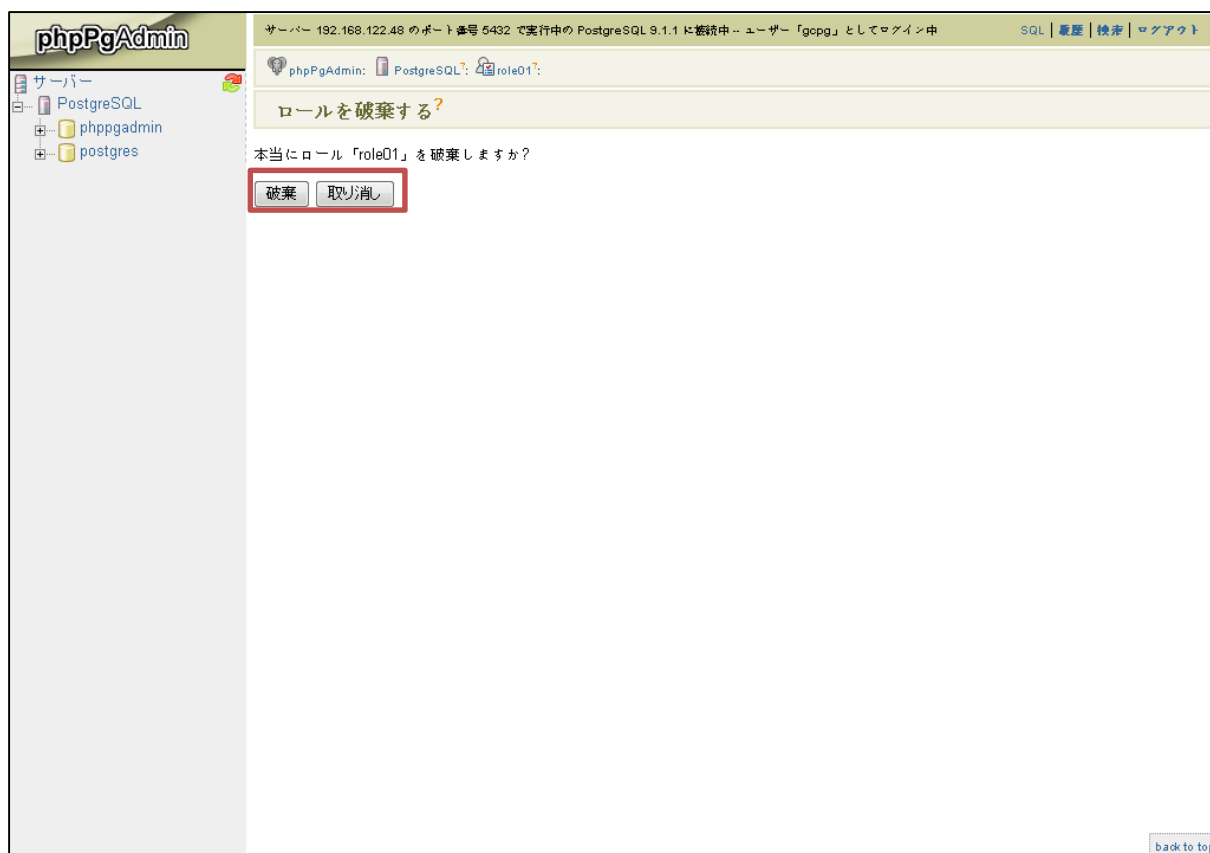 phpPgAdmin
サーバー 192.168.122.48 のポート番号 5432 で実行中の PostgreSQL 9.1.1 に接続中 -- ユーザー「gcpg」としてログイン中
SQL | 履歴 | 検索 | ログアウト
サーバー
PostgreSQL
phppgadmin
postgres
phpPgAdmin: PostgreSQL?: role01?:
ロールを破棄する?
本当にロール「role01」を破棄しますか?
破棄 取り消し
back to top